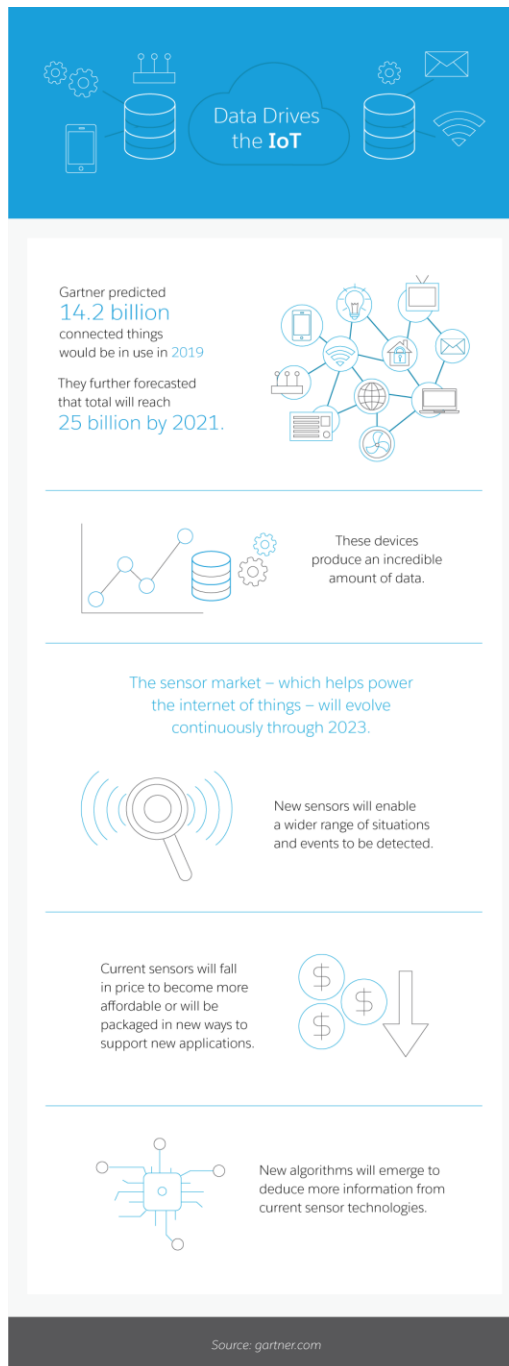 Data Drives
the IoT
Gartner predicted
14.2 billion
connected things
would be in use in 2019
They further forecasted
that total will reach
25 billion by 2021.
These devices
produce an incredible
amount of data.
The sensor market – which helps power
the internet of things – will evolve
continuously through 2023.
New sensors will enable
a wider range of situations
and events to be detected.
Current sensors will fall
in price to become more
affordable or will be
packaged in new ways to
support new applications.
$
$
$
New algorithms will emerge to
deduce more information from
current sensor technologies.
Source: gartner.com